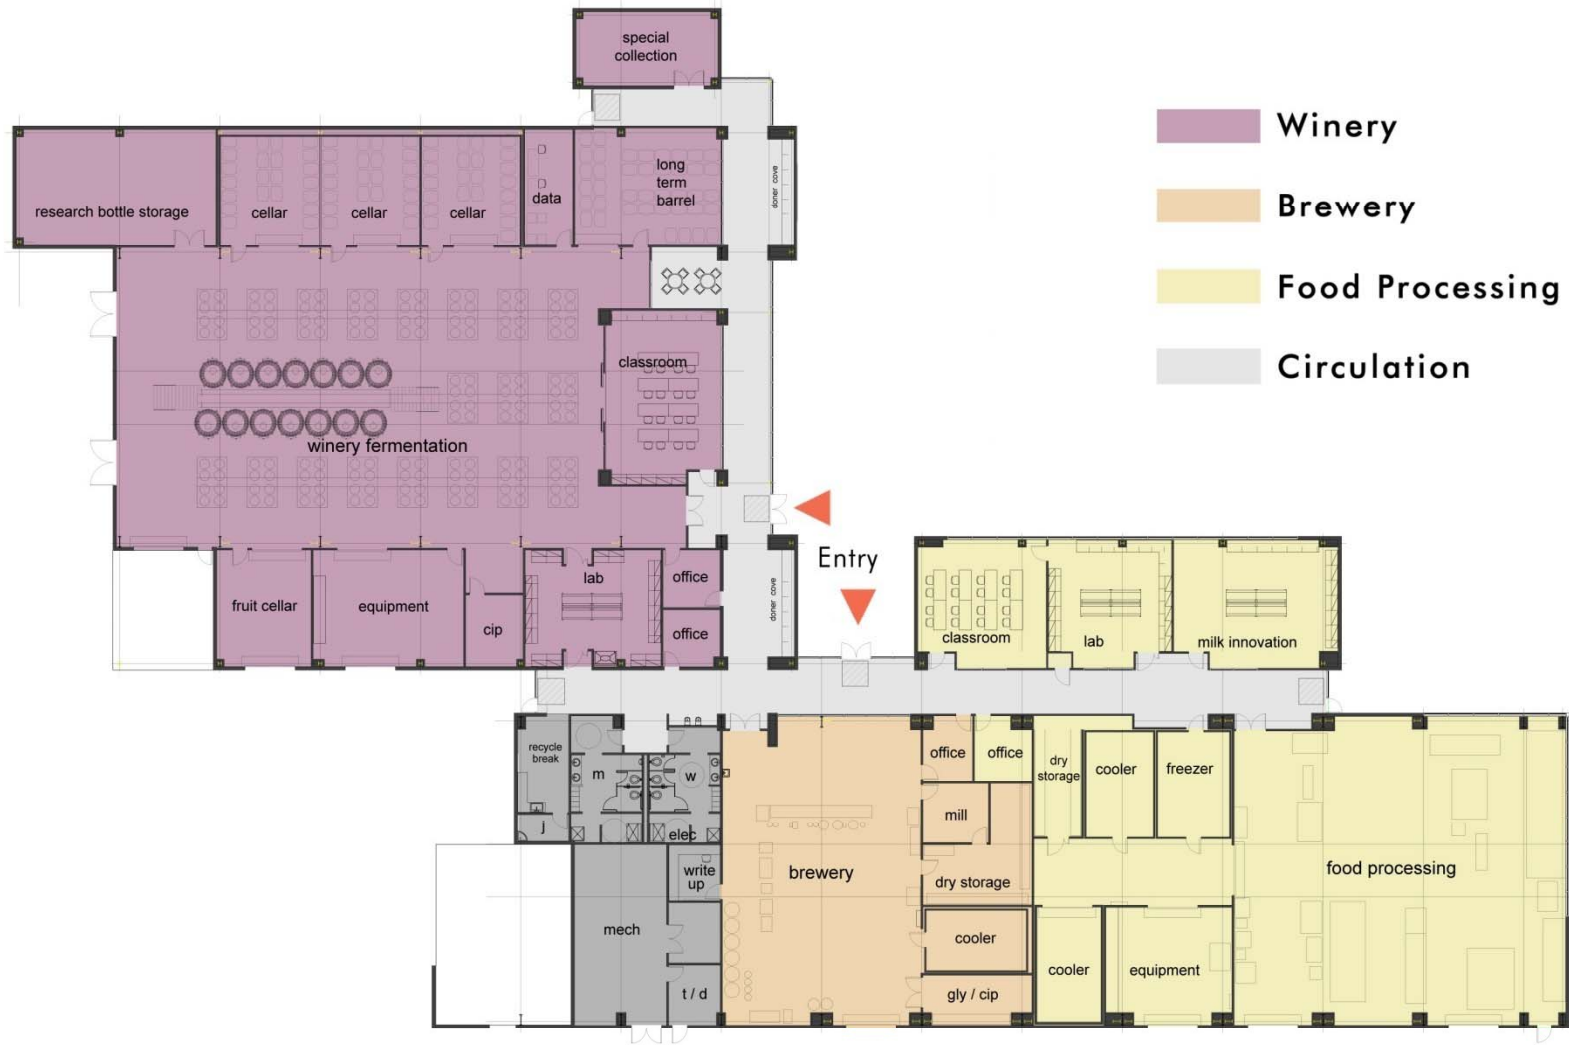 special
collection
Winery
long
term
barrel
doner cove
data
research bottle storage
cellar
cellar
cellar
Brewery
Food Processing
Circulation
classroom
winery fermentation
Entry
lab
office
fruit cellar
equipment
cip
office
doner cove
classroom
lab
milk innovation
recycle
break
m
w
j
elec
office
office
dry
storage
cooler
freezer
mill
write
up
brewery
dry storage
food processing
mech
cooler
cooler
equipment
t / d
gly / cip